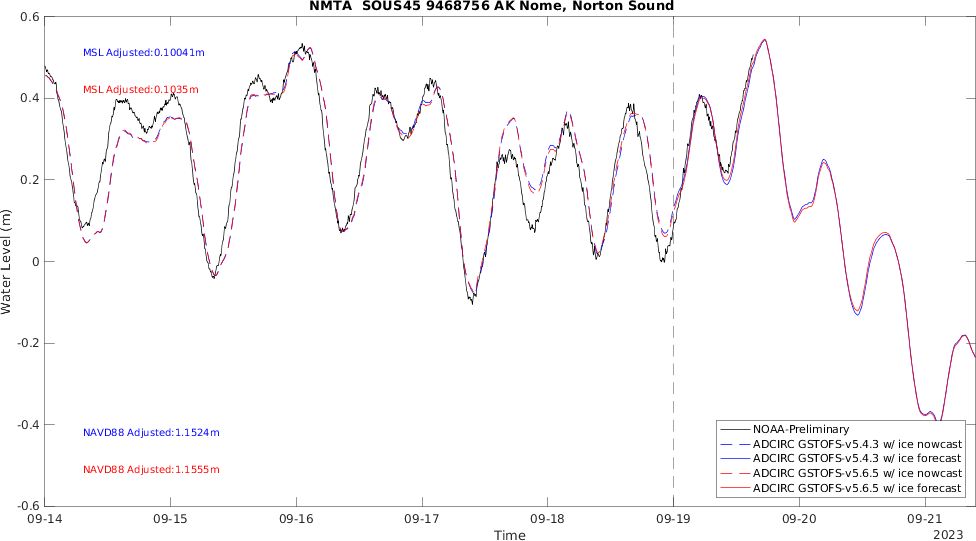 NMTA  SOUS45 9468756 AK Nome, Norton Sound
0.6
0.4
0.2
0
-0.2
-0.4
-0.6
Water Level (m)
MSL Adjusted:0.10041m
MSL Adjusted:0.1035m
NAVD88 Adjusted:1.1524m
NAVD88 Adjusted:1.1555m
NOAA-Preliminary
ADCIRC GSTOFS-v5.4.3 w/ ice nowcast
ADCIRC GSTOFS-v5.4.3 w/ ice forecast
ADCIRC GSTOFS-v5.6.5 w/ ice nowcast
ADCIRC GSTOFS-v5.6.5 w/ ice forecast
09-14 09-15 09-16 09-17 09-18 09-19 09-20 09-21
Time
2023